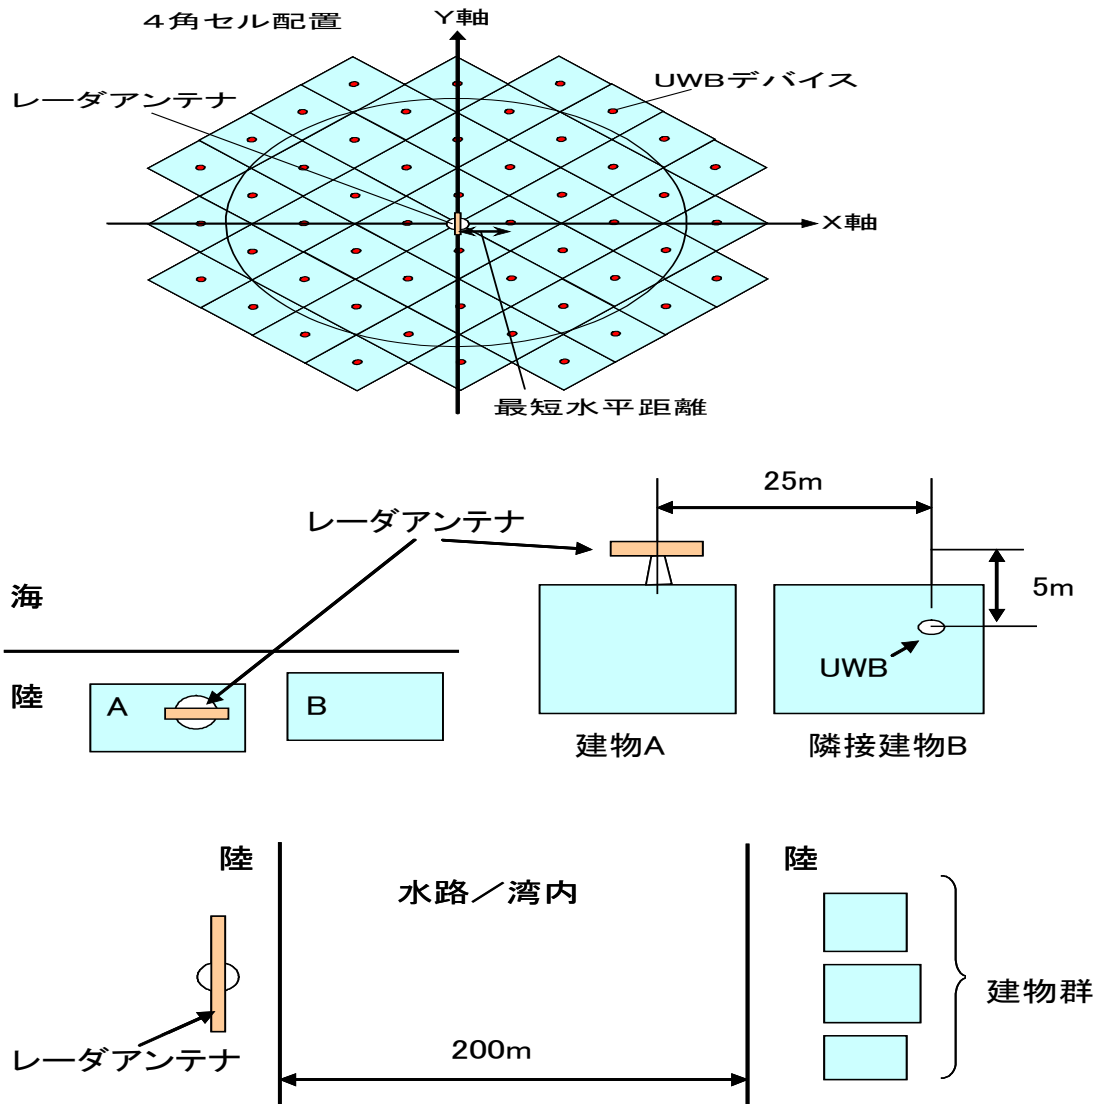 4角セル配置
Y軸
レーダアンテナ
UWBデバイス
X軸
最短水平距離
25m
レーダアンテナ
海
5m
UWB
陸
A
B
建物A
隣接建物B
陸
陸
水路／湾内
建物群
レーダアンテナ
200m